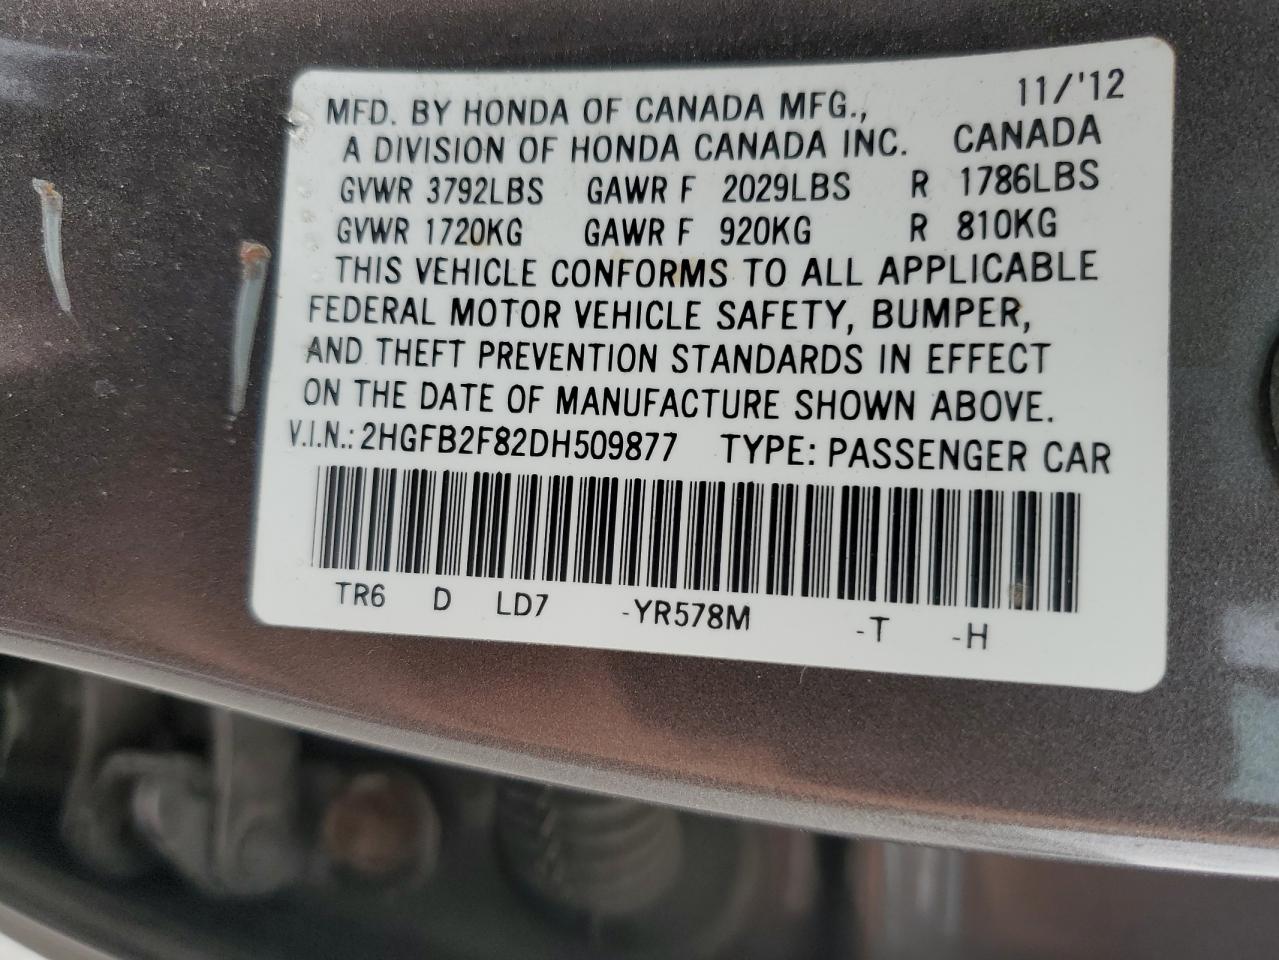 11/'12
MFD. BY HONDA OF CANADA MFG.,
A DIVISION OF HONDA CANADA INC. CANADA
GVWR 3792LBS GAWR F 2029LBS R 1786LBS
GVWR 1720KG GAWR F 920KG R 810KG
THIS VEHICLE CONFORMS TO ALL APPLICABLE
FEDERAL MOTOR VEHICLE SAFETY, BUMPER,
AND THEFT PREVENTION STANDARDS IN EFFECT
ON THE DATE OF MANUFACTURE SHOWN ABOVE.
V.I.N.: 2HGFB2F82DH509877 TYPE: PASSENGER CAR
TR6 D LD7 -YR578M -T -H